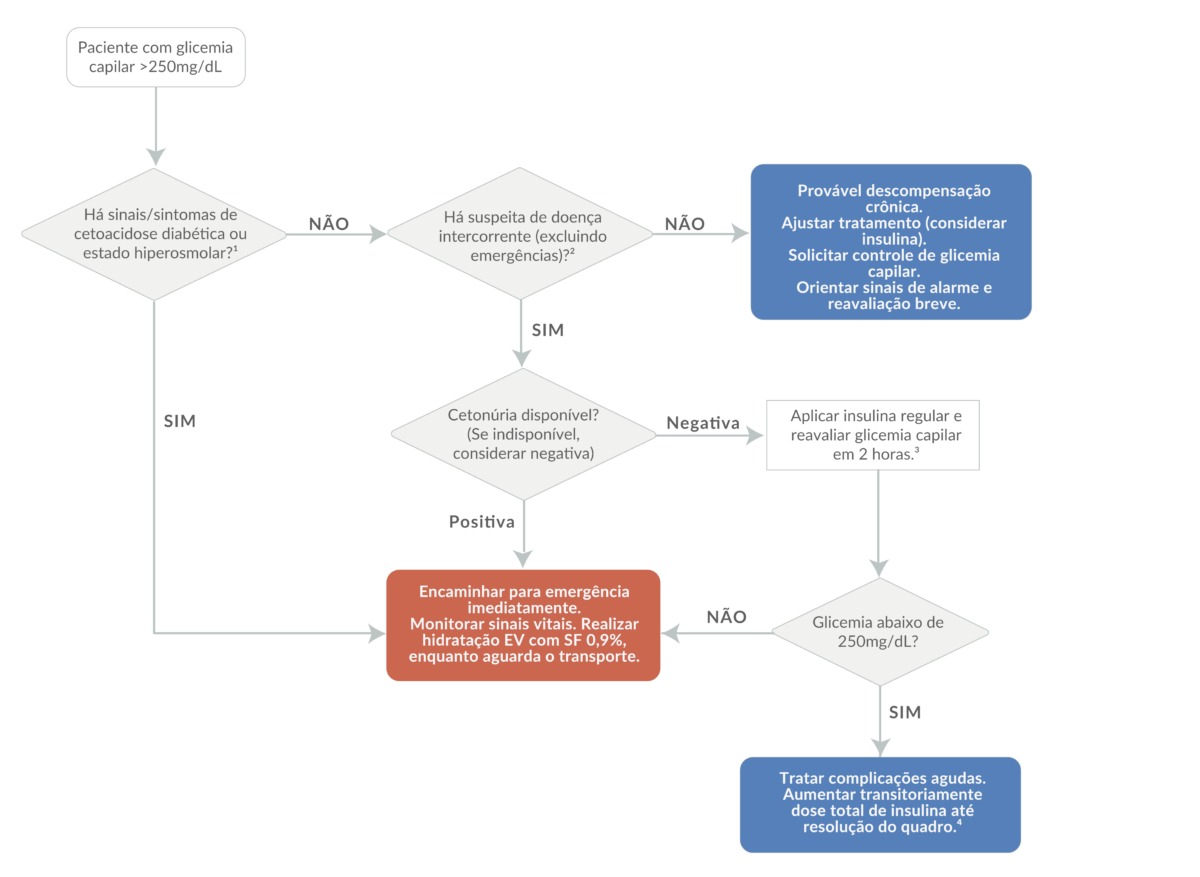 Paciente com glicemia
capilar >250mg/dL
Há sinais/sintomas de
cetoacidose diabética ou
estado hiperosmolar?¹
NÃO
Há suspeita de doença
intercorrente (excluindo
emergências)?²
NÃO
Provável descompensação
crônica.
Ajustar tratamento (considerar
insulina).
Solicitar controle de glicemia
capilar.
Orientar sinais de alarme e
reavaliação breve.
SIM
SIM
Cetonúria disponível?
(Se indisponível,
considerar negativa)
Negativa
Aplicar insulina regular e
reavaliar glicemia capilar
em 2 horas.³
Positiva
Encaminhar para emergência
imediatamente.
Monitorar sinais vitais. Realizar
hidratação EV com SF 0,9%,
enquanto aguarda o transporte.
NÃO
Glicemia abaixo de
250mg/dL?
SIM
Tratar complicações agudas.
Aumentar transitoriamente
dose total de insulina até
resolução do quadro.⁴